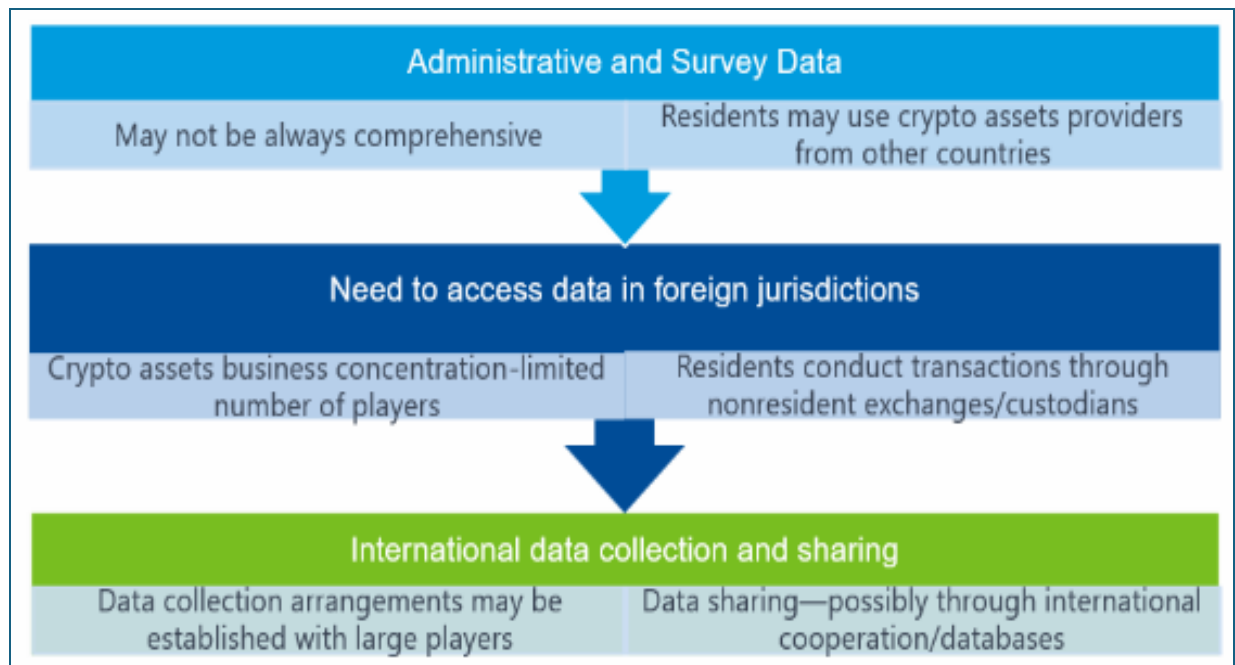 Administrative and Survey Data
May not be always comprehensive
Residents may use crypto assets providers
from other countries
Need to access data in foreign jurisdictions
Crypto assets business concentration-limited
number of players
Residents conduct transactions through
nonresident exchanges/custodians
International data collection and sharing
Data collection arrangements may be
established with large players
Data sharing—possibly through international
cooperation/databases